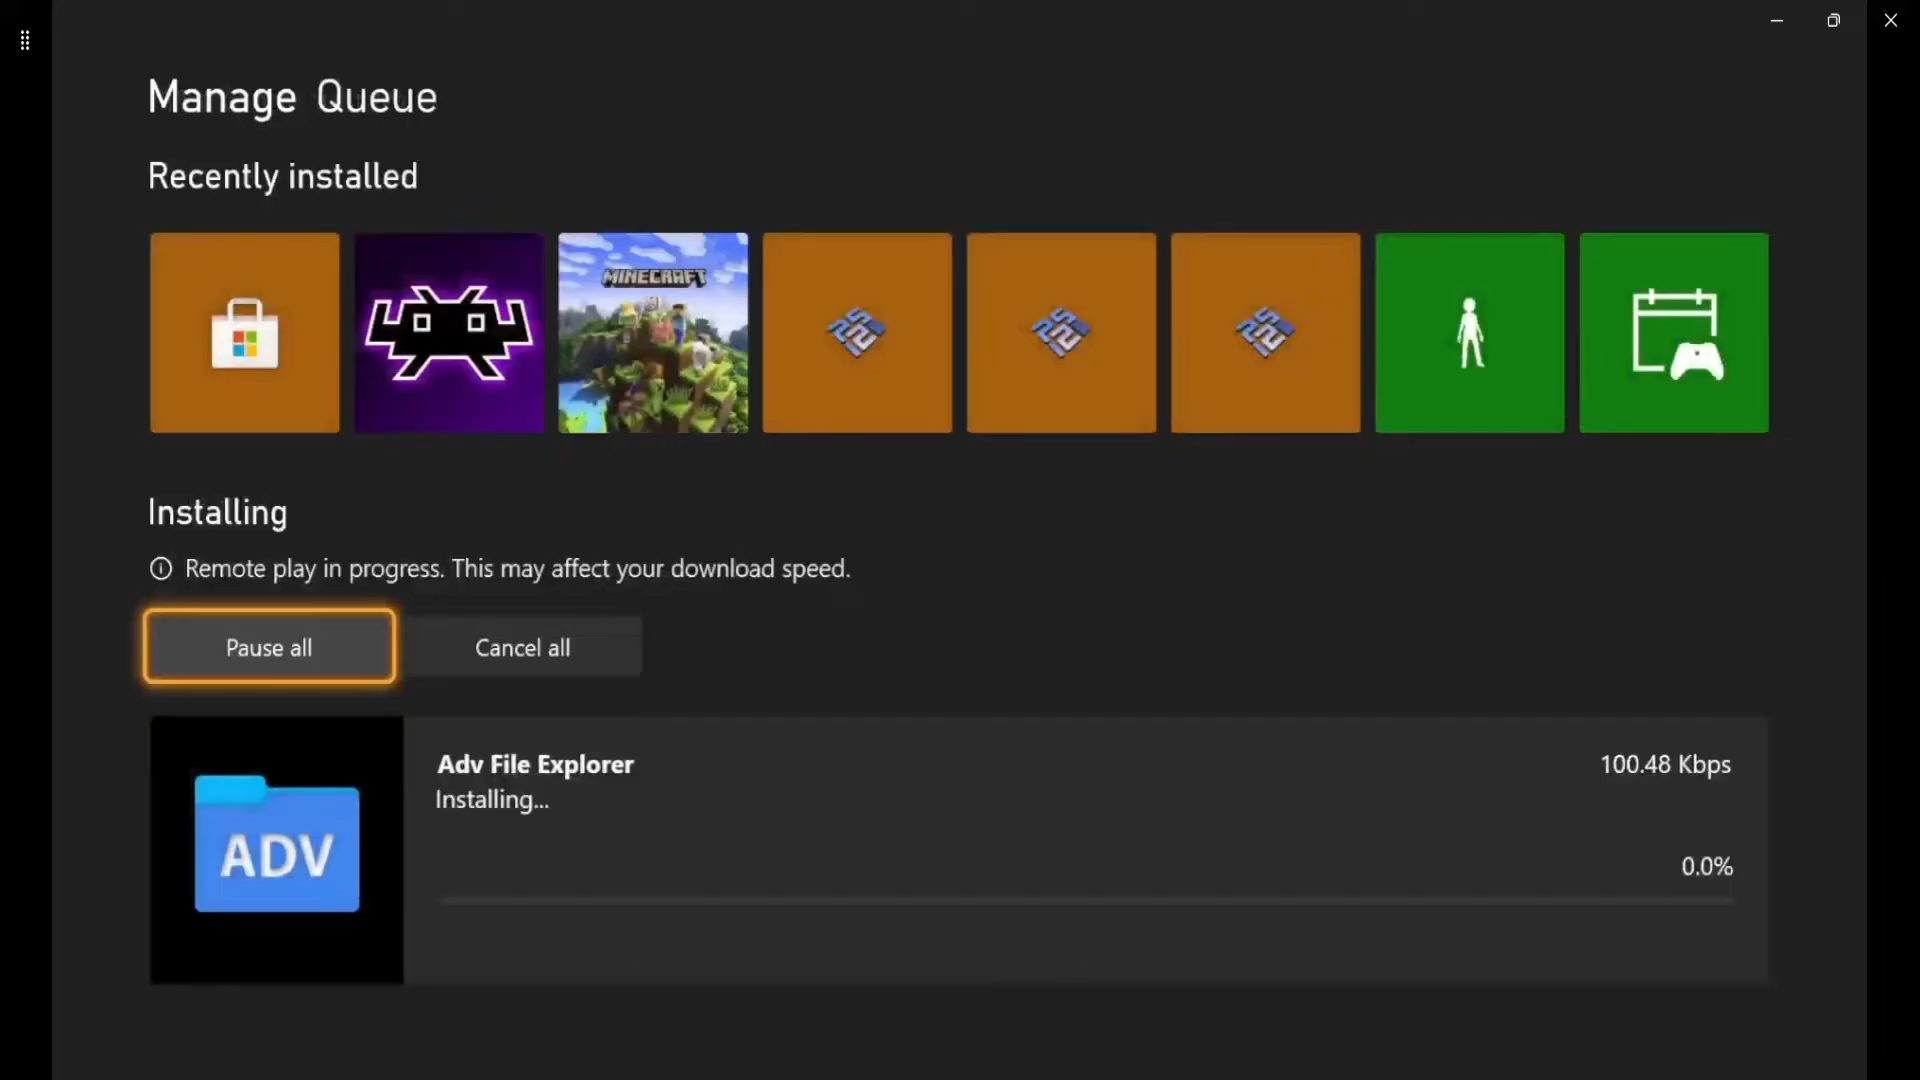 Manage Queue
Recently installed
MINECRAFT
Installing
Remote play in progress. This may affect your download speed.
Pause all
Cancel all
ADV
Adv File Explorer
100.48 Kbps
Installing...
0.0%